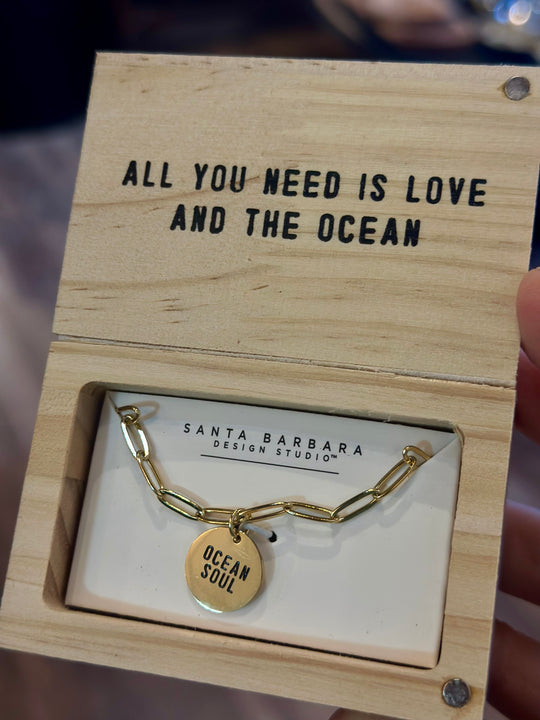 ALL YOU NEED IS LOVE
AND THE OCEAN
SANTA BARBARA
DESIGN STUDIO™
OCEAN
SOUL